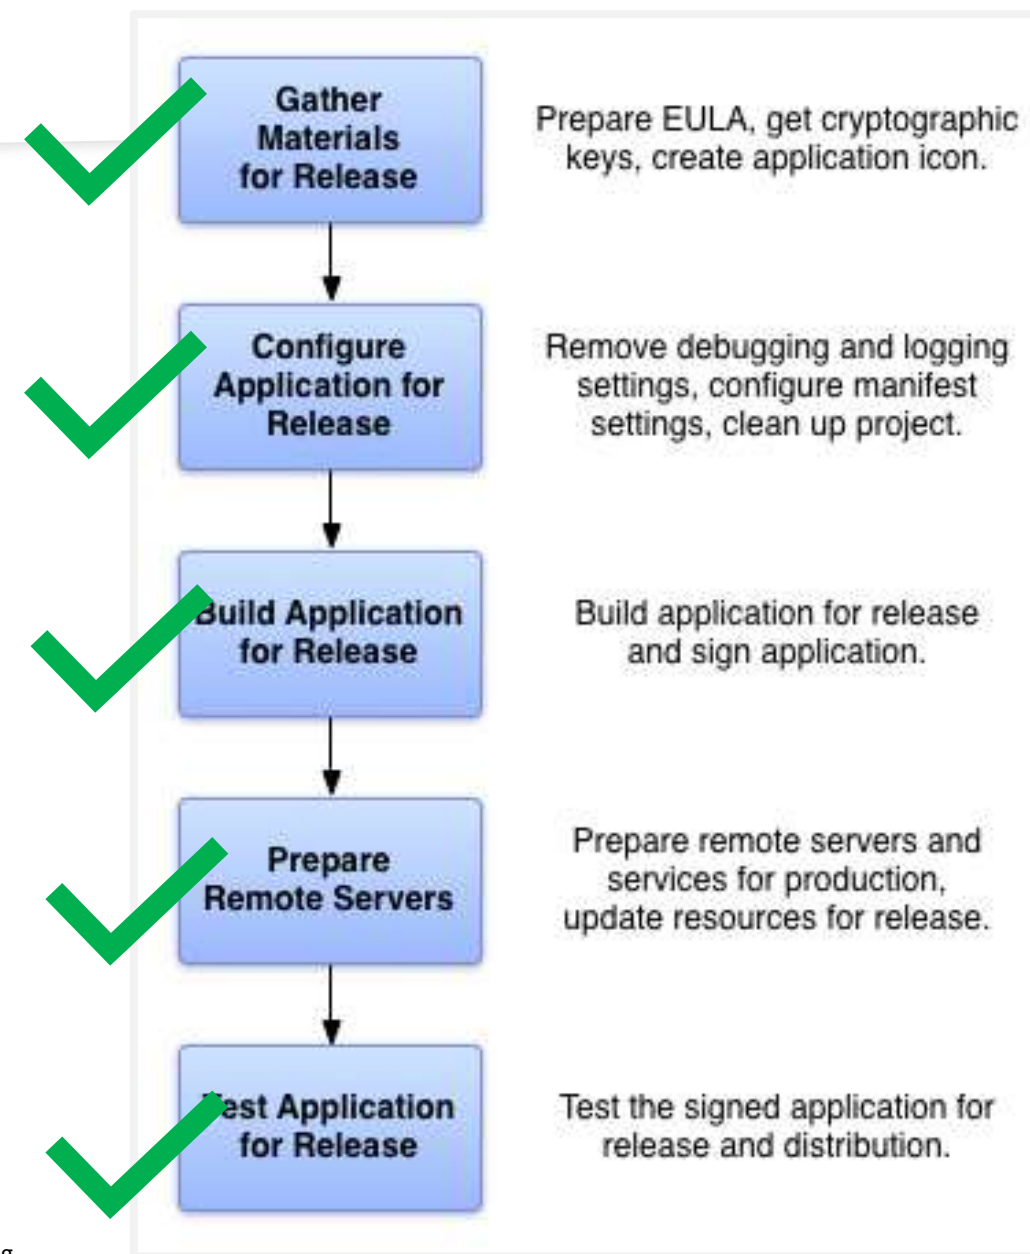 Gather
Materials
for Release
Prepare EULA, get cryptographic
keys, create application icon.
Configure
Application for
Release
Remove debugging and logging
settings, configure manifest
settings, clean up project.
Build Application
for Release
Build application for release
and sign application.
Prepare
Remote Servers
Prepare remote servers and
services for production,
update resources for release.
Test Application
for Release
Test the signed application for
release and distribution.